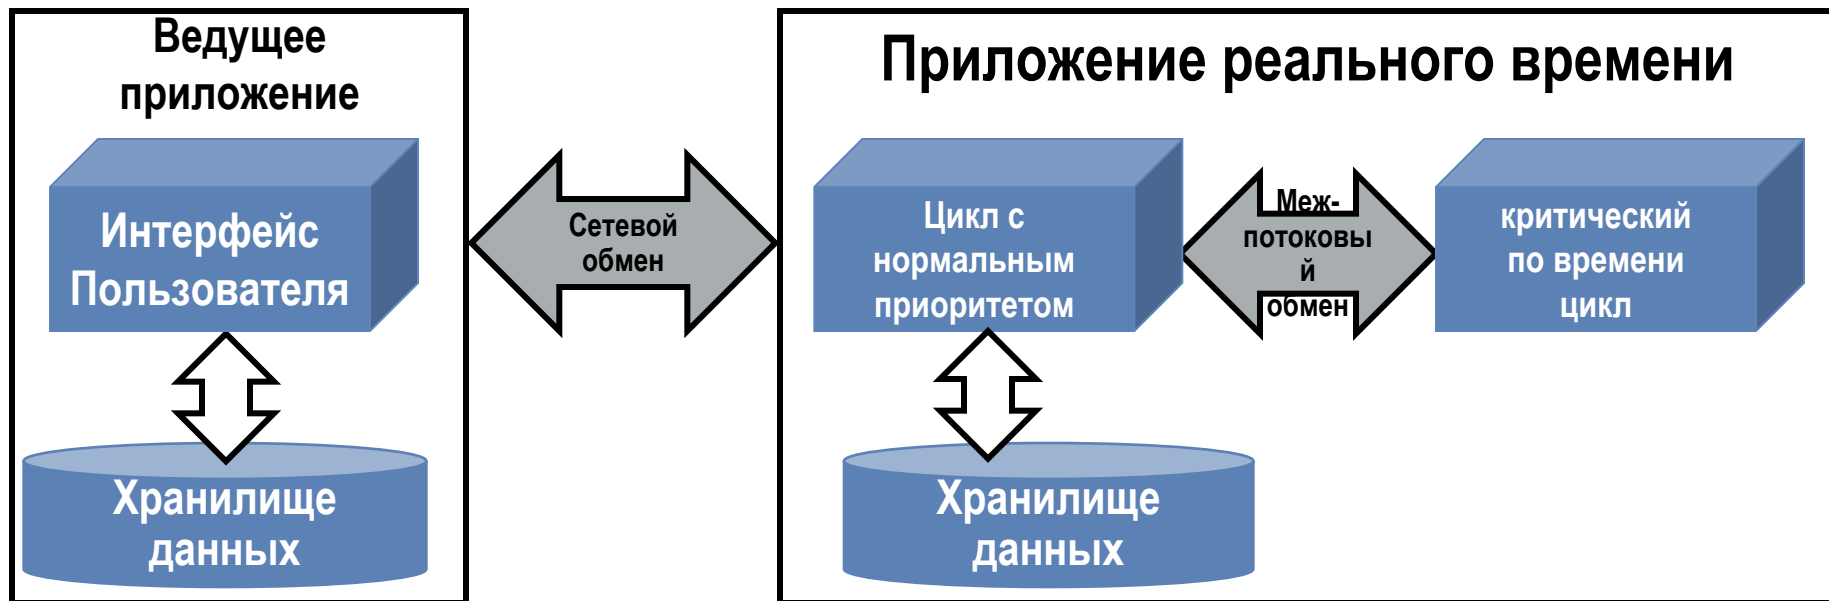 Ведущее
приложение
Интерфейс
Пользователя
Хранилище
данных
Сетевой
обмен
Приложение реального времени
Цикл с
нормальным
приоритетом
Меж-
потоковы
й
обмен
критический
по времени
цикл
Хранилище
данных